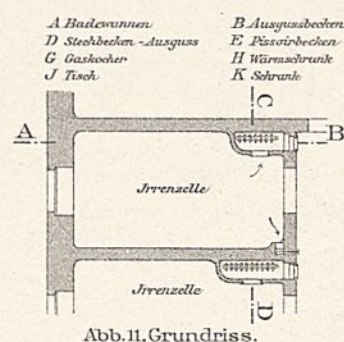 A Badewannen B Ausgussbecken
D Stechbecken-Ausguss E Pissoirbecken
G Gaskocher H Wärmschrank
J Tisch K Schrank
C
A B
Irrenzelle
Irrenzelle
D
Abb. 11. Grundriss.